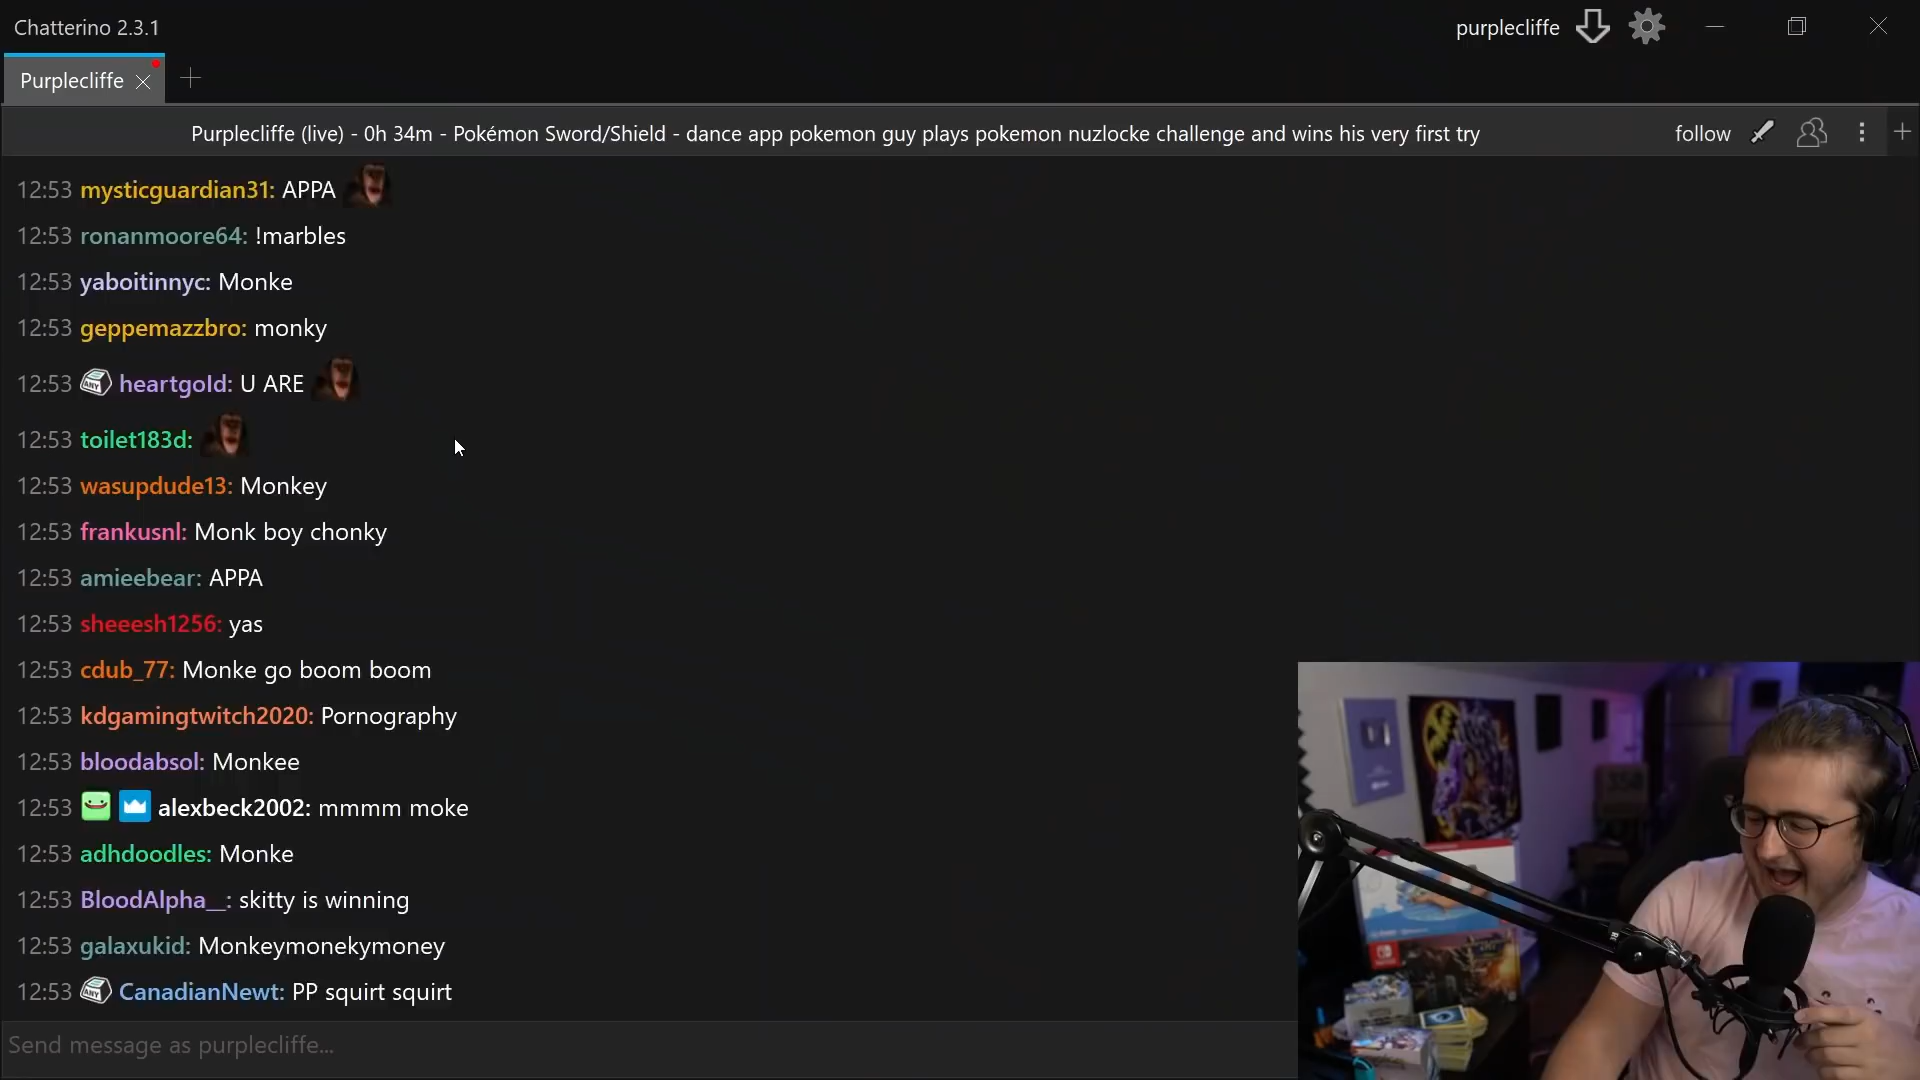 Chatterino 2.3.1
purplecliffe
Purplecliffe
Purplecliffe (live) - 0h 34m - Pokémon Sword/Shield - dance app pokemon guy plays pokemon nuzlocke challenge and wins his very first try
follow
12:53 mysticguardian31: APPA
12:53 ronanmoore64: !marbles
12:53 yaboitinnyc: Monke
12:53 geppemazzbro: monky
12:53 ANY heartgold: U ARE
12:53 toilet183d:
12:53 wasupdude13: Monkey
12:53 frankusnl: Monk boy chonky
12:53 amieebear: APPA
12:53 sheeesh1256: yas
12:53 cdub_77: Monke go boom boom
12:53 kdgamingtwitch2020: Pornography
12:53 bloodabsol: Monkee
12:53 alexbeck2002: mmmm moke
12:53 adhdoodles: Monke
12:53 BloodAlpha__: skitty is winning
12:53 galaxukid: Monkeymonekymoney
12:53 ANY CanadianNewt: PP squirt squirt
Send message as purplecliffe...